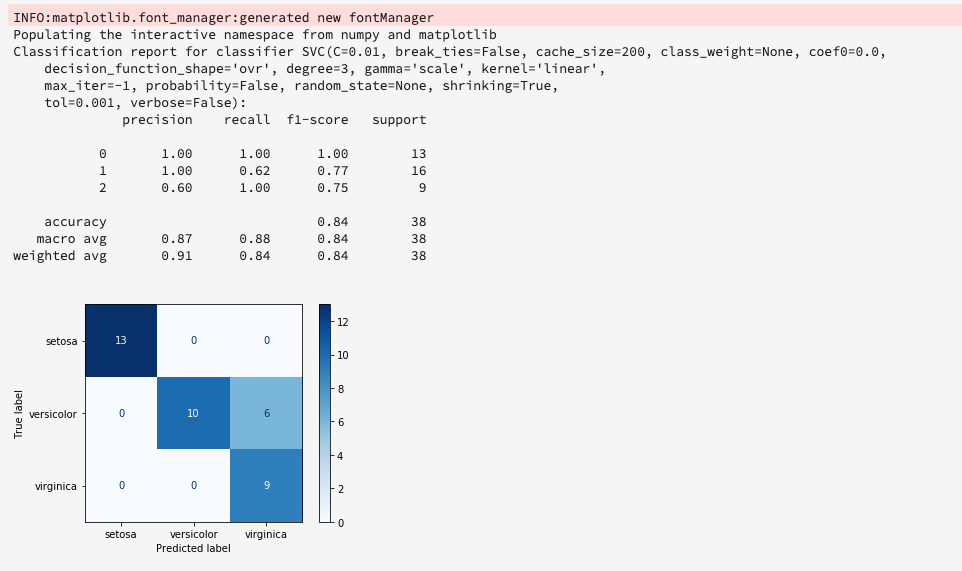 INFO:matplotlib.font_manager:generated new fontManager
Populating the interactive namespace from numpy and matplotlib
Classification report for classifier SVC(C=0.01, break_ties=False, cache_size=200, class_weight=None, coef0=0.0,
    decision_function_shape='ovr', degree=3, gamma='scale', kernel='linear',
    max_iter=-1, probability=False, random_state=None, shrinking=True,
    tol=0.001, verbose=False):
              precision    recall  f1-score   support
           0       1.00      1.00      1.00        13
           1       1.00      0.62      0.77        16
           2       0.60      1.00      0.75         9
    accuracy                           0.84        38
   macro avg       0.87      0.88      0.84        38
weighted avg       0.91      0.84      0.84        38
setosa 13 0 0
versicolor 0 10 6
virginica 0 0 9
True label
setosa versicolor virginica
Predicted label
12
10
8
6
4
2
0